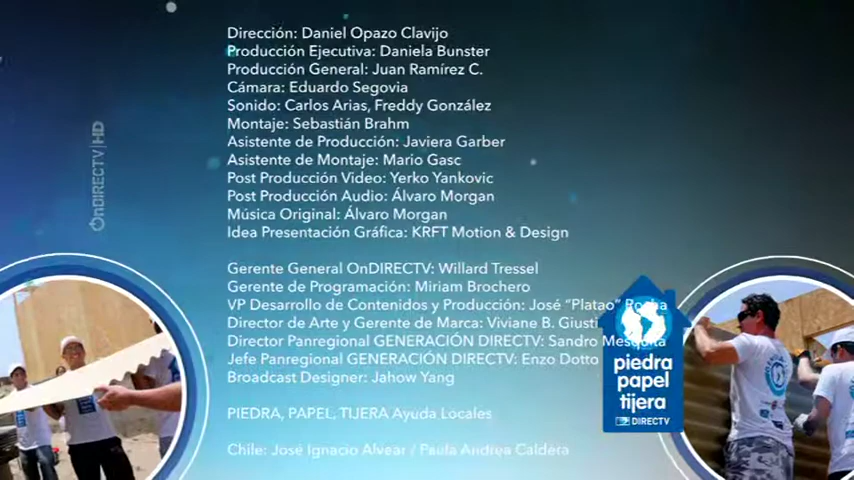 Dirección: Daniel Opazo Clavijo
Producción Ejecutiva: Daniela Bunster
Producción General: Juan Ramírez C.
Cámara: Eduardo Segovia
Sonido: Carlos Arias, Freddy González
Montaje: Sebastián Brahm
Asistente de Producción: Javiera Garber
Asistente de Montaje: Mario Gasc
Post Producción Video: Yerko Yankovic
Post Producción Audio: Álvaro Morgan
Música Original: Álvaro Morgan
Idea Presentación Gráfica: KRFT Motion & Design
Gerente General OnDIRECTV: Willard Tressel
Gerente de Programación: Miriam Brochero
VP Desarrollo de Contenidos y Producción: José "Platao" Rocha
Director de Arte y Gerente de Marca: Viviane B. Giusti
Director Panregional GENERACIÓN DIRECTV: Sandro Mesquita
Jefe Panregional GENERACIÓN DIRECTV: Enzo Dotto
Broadcast Designer: Jahow Yang
PIEDRA, PAPEL, TIJERA Ayuda Locales
Chile: José Ignacio Alvear / Paula Andrea Caldera
OnDIRECTV|HD
piedra
papel
tijera
DIRECTV